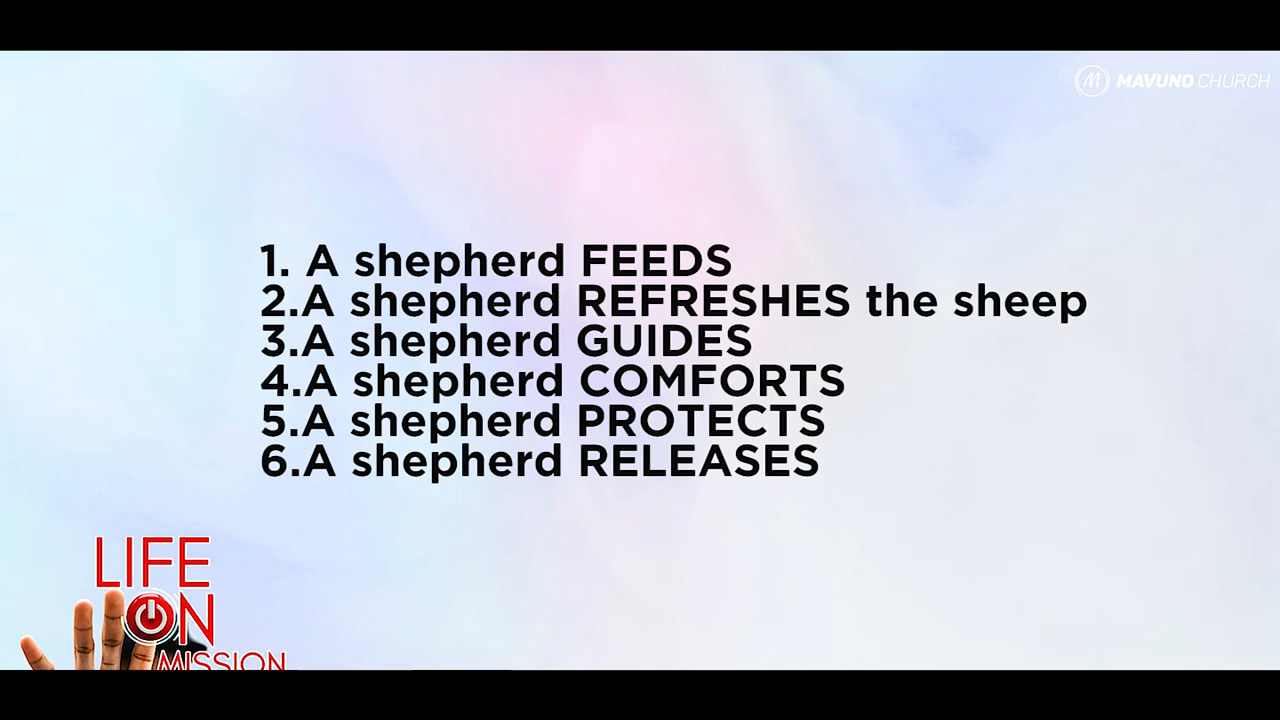 MAVUNO CHURCH
1. A shepherd FEEDS
2.A shepherd REFRESHES the sheep
3.A shepherd GUIDES
4.A shepherd COMFORTS
5.A shepherd PROTECTS
6.A shepherd RELEASES
LIFE
ON
MISSION